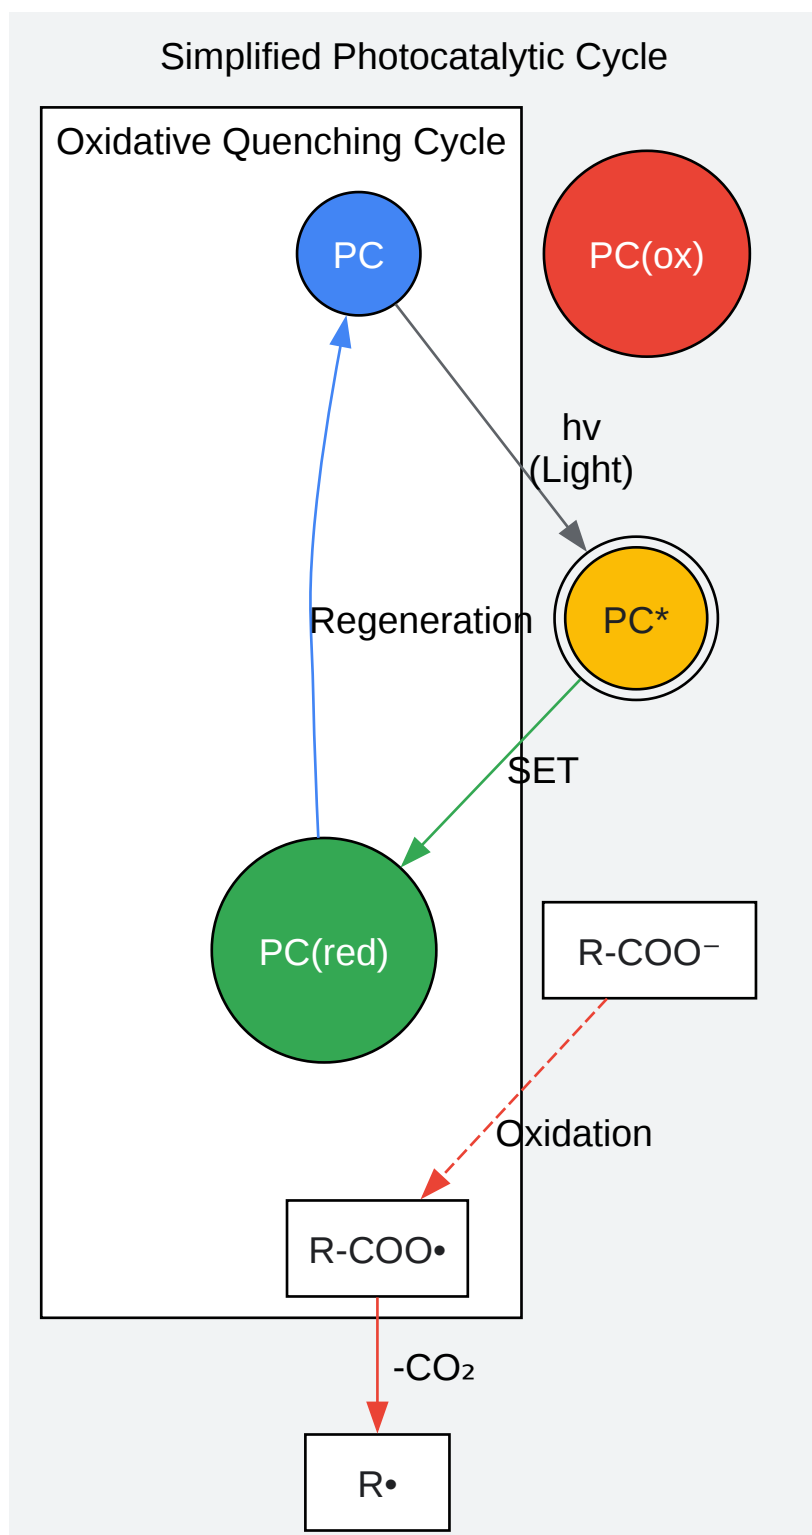 Simplified Photocatalytic Cycle
Oxidative Quenching Cycle
PC
PC(ox)
hv
(Light)
Regeneration
PC*
SET
PC(red)
R-COO⁻
Oxidation
R-COO•
-CO₂
R•